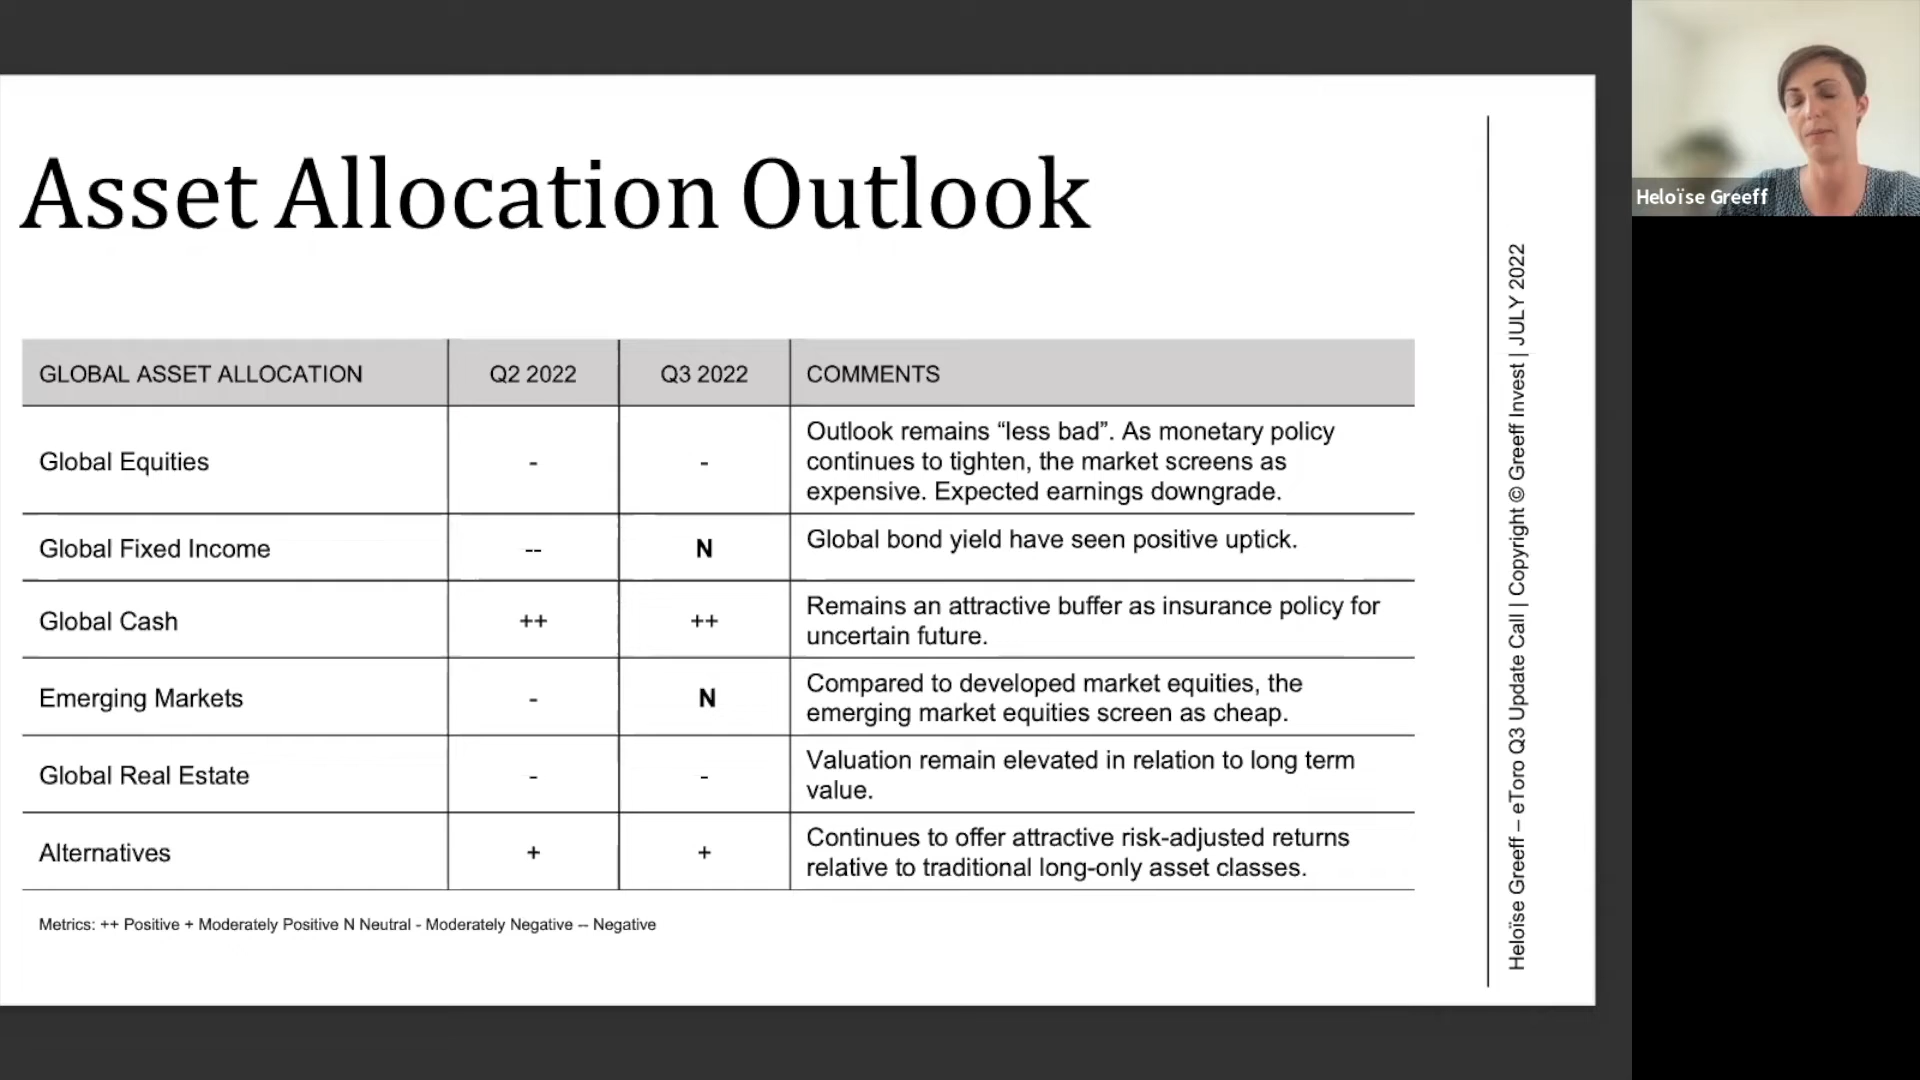 Asset Allocation Outlook
GLOBAL ASSET ALLOCATION Q2 2022 Q3 2022 COMMENTS
Global Equities - - Outlook remains “less bad”. As monetary policy
continues to tighten, the market screens as
expensive. Expected earnings downgrade.
Global Fixed Income -- N Global bond yield have seen positive uptick.
Global Cash ++ ++ Remains an attractive buffer as insurance policy for
uncertain future.
Emerging Markets - N Compared to developed market equities, the
emerging market equities screen as cheap.
Global Real Estate - - Valuation remain elevated in relation to long term
value.
Alternatives + + Continues to offer attractive risk-adjusted returns
relative to traditional long-only asset classes.
Metrics: ++ Positive + Moderately Positive N Neutral - Moderately Negative -- Negative
Heloïse Greeff – eToro Q3 Update Call | Copyright © Greeff Invest | JULY 2022
Heloïse Greeff